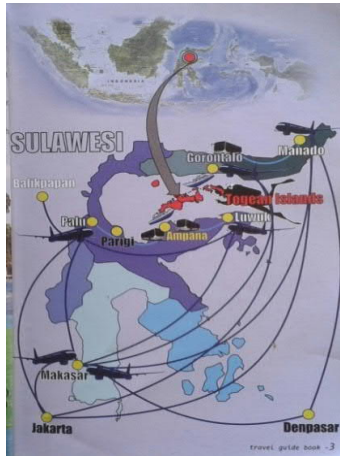 INDONESIA
SULAWESI
Gorontalo
Manado
Balikpapan
Togean Islands
Palu
Luwuk
Parigi
Ampana
Makasar
Jakarta
Denpasar
travel guide book - 3